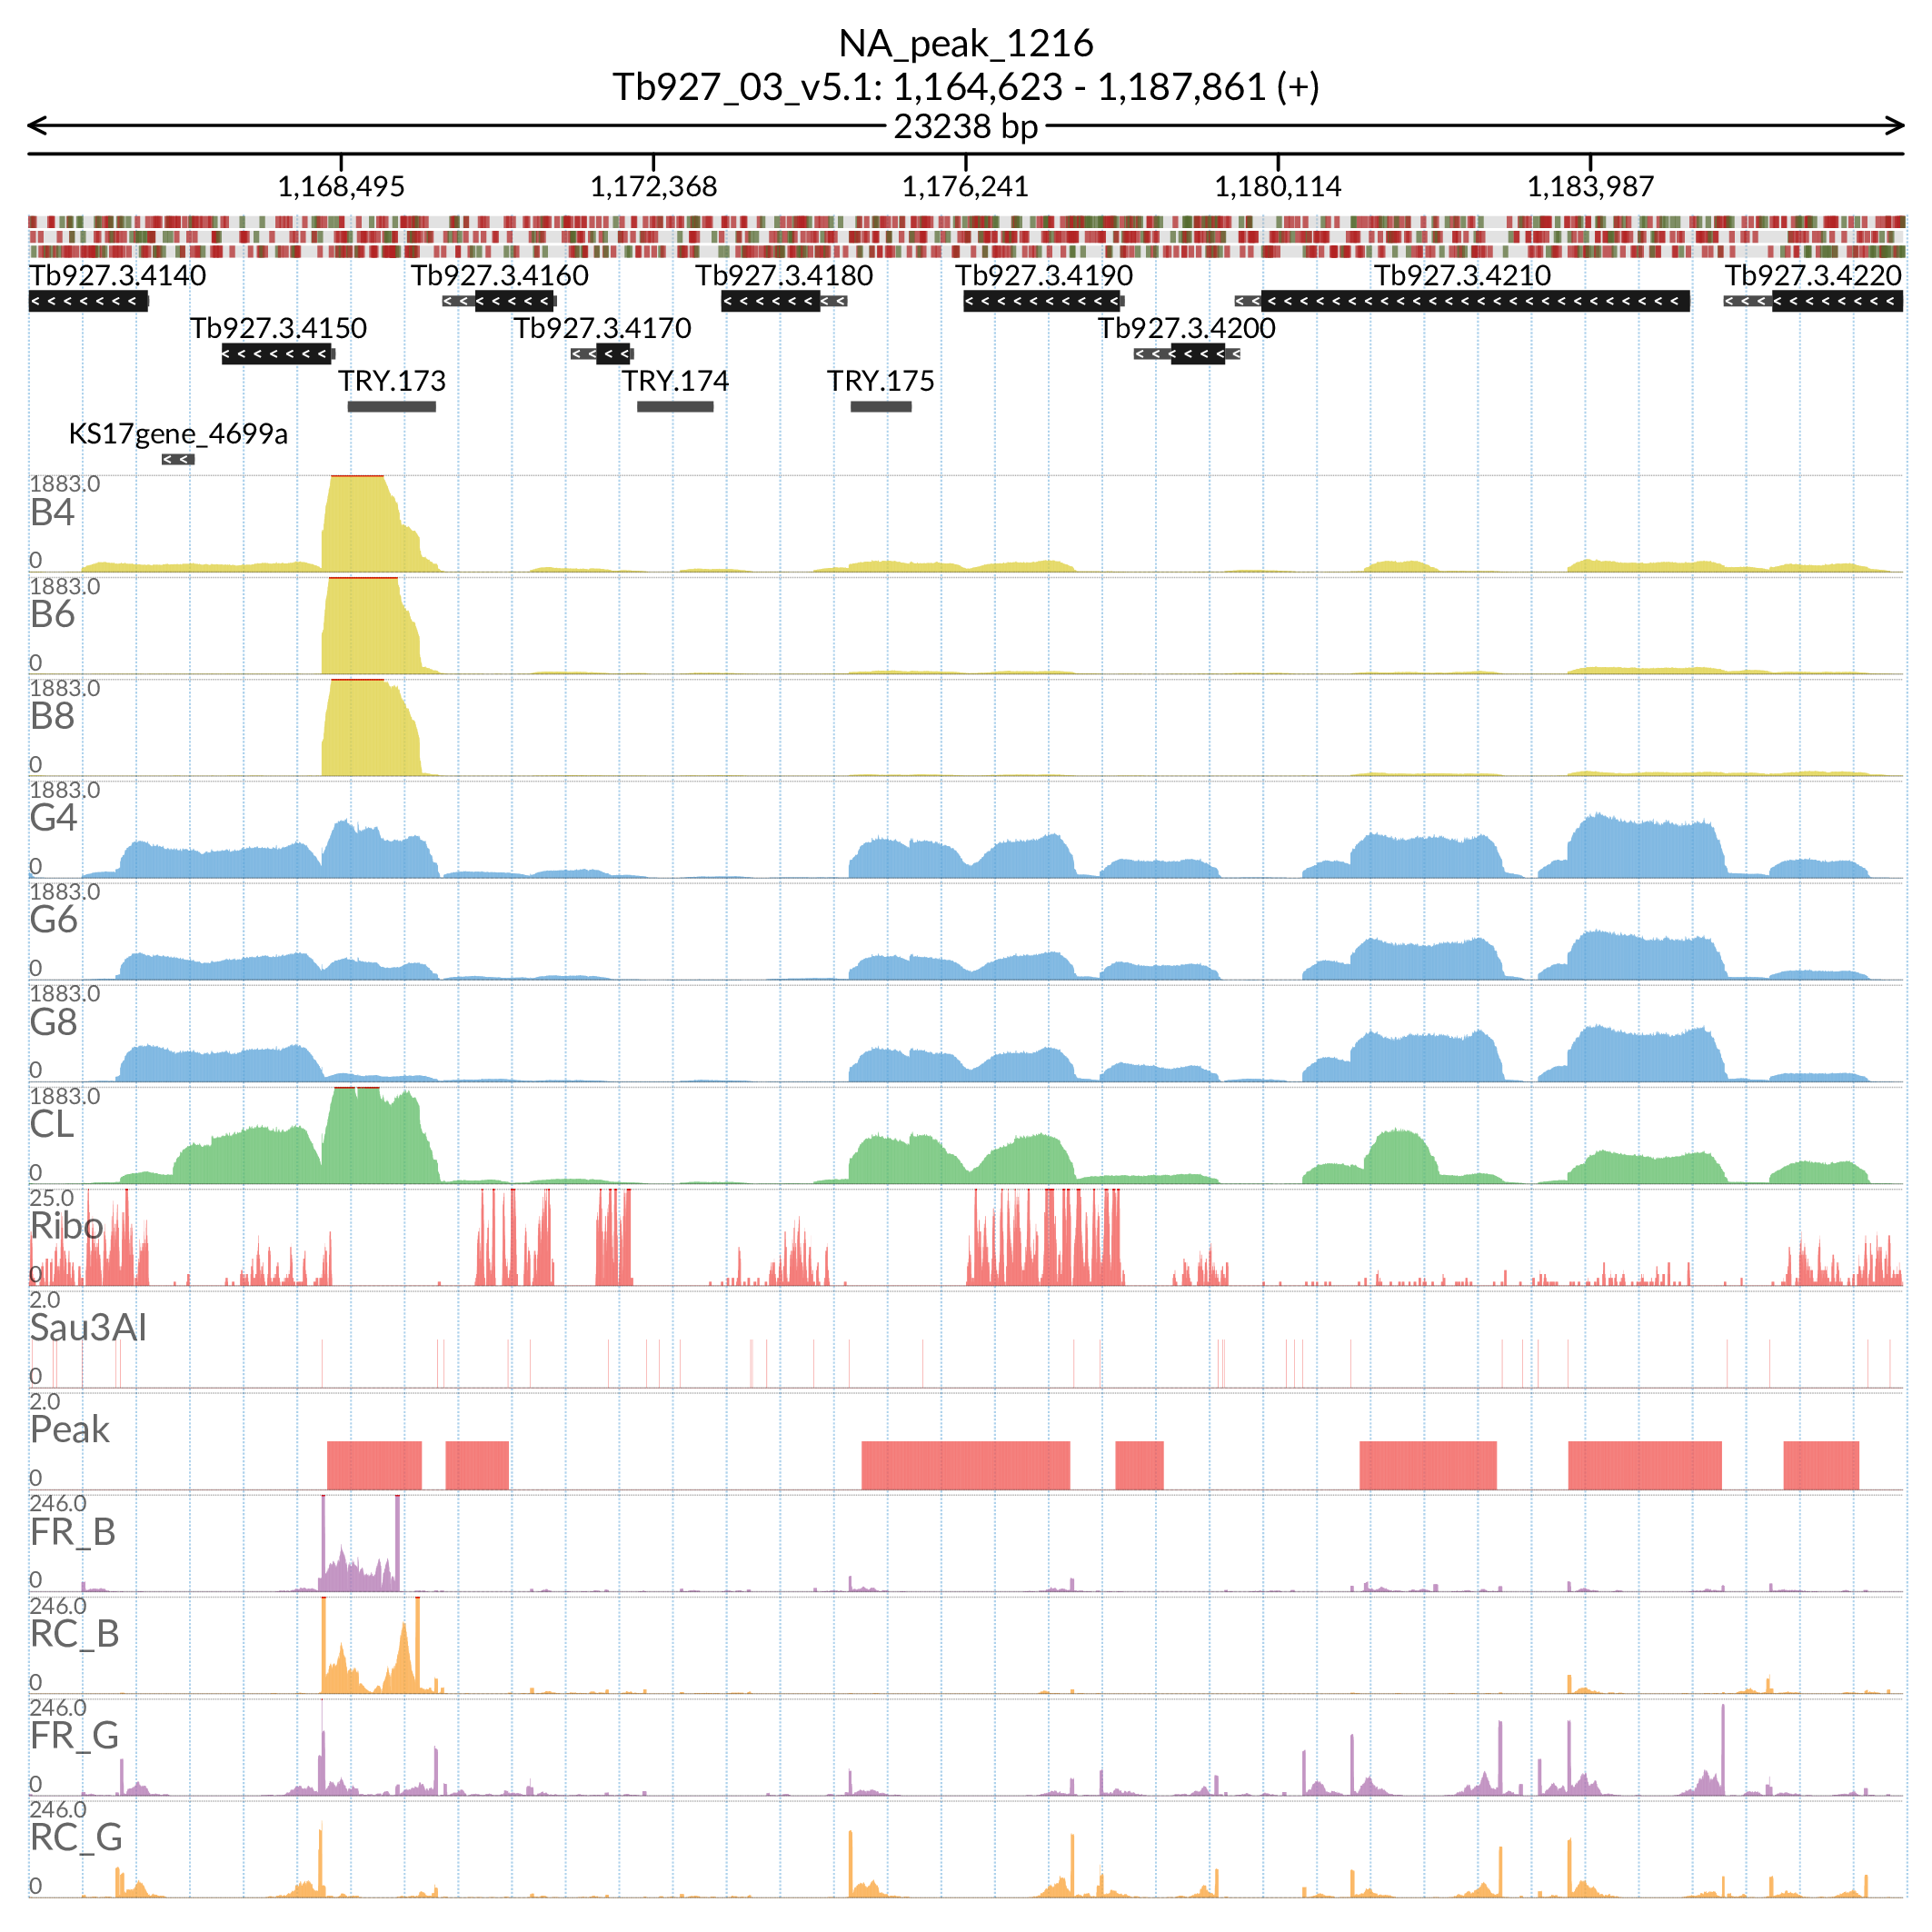 NA_peak_1216
Tb927_03_v5.1: 1,164,623 - 1,187,861 (+)
23238 bp
1,168,495 1,172,368 1,176,241 1,180,114 1,183,987
Tb927.3.4140 Tb927.3.4160 Tb927.3.4180 Tb927.3.4190 Tb927.3.4210 Tb927.3.4220
Tb927.3.4150 Tb927.3.4170 Tb927.3.4200
TRY.173 TRY.174 TRY.175
KS17gene_4699a
1883.0
B4
0
1883.0
B6
0
1883.0
B8
0
1883.0
G4
0
1883.0
G6
0
1883.0
G8
0
1883.0
CL
0
25.0
Ribo
0
2.0
Sau3AI
0
2.0
Peak
0
246.0
FR_B
0
246.0
RC_B
0
246.0
FR_G
0
246.0
RC_G
0